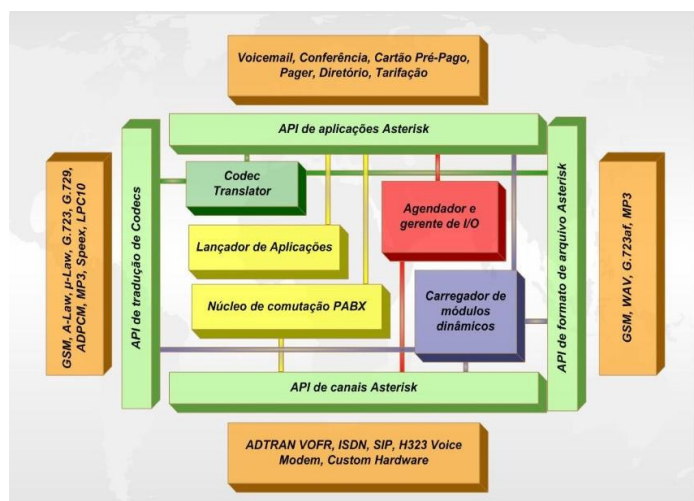 Voicemail, Conferência, Cartão Pré-Pago,
Pager, Diretório, Tarifação
API de aplicações Asterisk
GSM, A-Law, µ-Law, G.723, G.729,
ADPCM, MP3, Speex, LPC10
API de tradução de Codecs
Codec
Translator
Agendador e
gerente de I/O
Lançador de Aplicações
Núcleo de comutação PABX
Carregador de
módulos
dinâmicos
API de formato de arquivo Asterisk
GSM, WAV, G.723af, MP3
API de canais Asterisk
ADTRAN VOFR, ISDN, SIP, H323 Voice
Modem, Custom Hardware